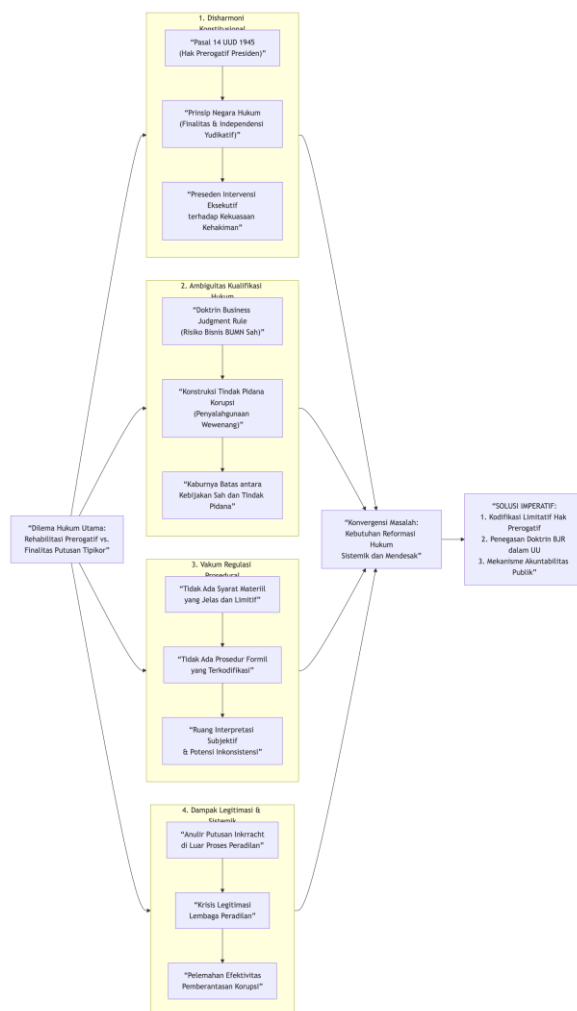 1. Disharmoni
Konstitusional
“Pasal 14 UUD 1945
(Hak Prerogatif Presiden)”
“Prinsip Negara Hukum
(Finalitas & Independensi
Yudikatif)”
“Preseden Intervensi
Eksekutif
terhadap Kekuasaan
Kehakiman”
2. Ambiguitas Kualifikasi
Hukum
“Doktrin Business
Judgment Rule
(Risiko Bisnis BUMN Sah)”
“Konstruksi Tindak Pidana
Korupsi
(Penyalahgunaan
Wewenang)”
“Kaburnya Batas antara
Kebijakan Sah dan Tindak
Pidana”
“Dilema Hukum Utama:
Rehabilitasi Prerogatif vs.
Finalitas Putusan Tipikor”
“Konvergensi Masalah:
Kebutuhan Reformasi
Hukum
Sistemik dan Mendesak”
“SOLUSI IMPERATIF:
1. Kodifikasi Limitatif Hak
Prerogatif
2. Penegasan Doktrin BJR
dalam UU
3. Mekanisme Akuntabilitas
Publik”
3. Vakum Regulasi
Prosedural
“Tidak Ada Syarat Materiil
yang Jelas dan Limitif”
“Tidak Ada Prosedur Formil
yang Terkodifikasi”
“Ruang Interpretasi
Subjektif
& Potensi Inkonsistensi”
4. Dampak Legitimasi &
Sistemik
“Anulir Putusan Inkrracht
di Luar Proses Peradilan”
“Krisis Legitimasi
Lembaga Peradilan”
“Pelemahan Efektivitas
Pemberantasan Korupsi”